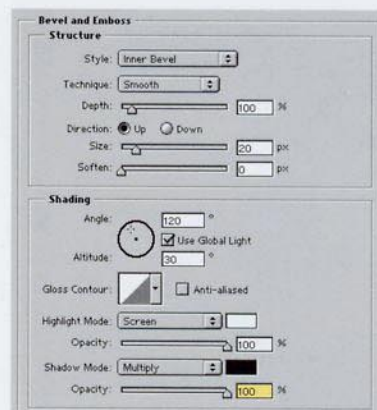 Bevel and Emboss
Structure
Style: Inner Bevel
Technique: Smooth
Depth: 100 %
Direction: Up Down
Size: 20 px
Soften: 0 px
Shading
Angle: 120 °
Use Global Light
Altitude: 30 °
Gloss Contour: Anti-aliased
Highlight Mode: Screen
Opacity: 100 %
Shadow Mode: Multiply
Opacity: 100 %